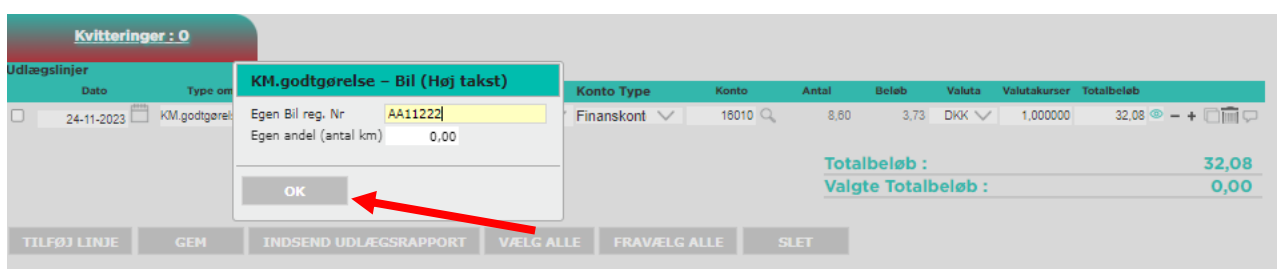 Kvitteringer : 0
Udlægslinjer
Dato Type om Konto Type Konto Antal Beløb Valuta Valutakurser Totalbeløb
24-11-2023 KM.godtgørels Finanskont 16010 8,60 3,73 DKK 1,000000 32,08
KM.godtgørelse – Bil (Høj takst)
Egen Bil reg. Nr AA11222
Egen andel (antal km) 0,00
OK
Totalbeløb : 32,08
Valgte Totalbeløb : 0,00
TILFØJ LINJE GEM INDSEND UDLÆGSRAPPORT VÆLG ALLE FRAVÆLG ALLE SLET